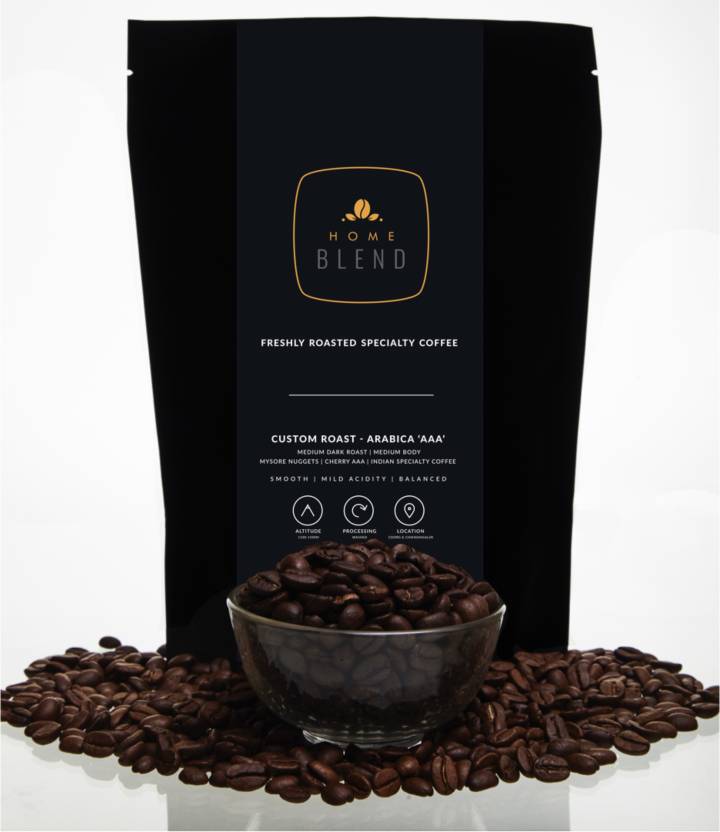 HOME
BLEND
FRESHLY ROASTED SPECIALTY COFFEE
CUSTOM ROAST - ARABICA ‘AAA’
MEDIUM DARK ROAST | MEDIUM BODY
MYSORE NUGGETS | CHERRY AAA | INDIAN SPECIALTY COFFEE
SMOOTH | MILD ACIDITY | BALANCED
ALTITUDE PROCESSING LOCATION
WASHED